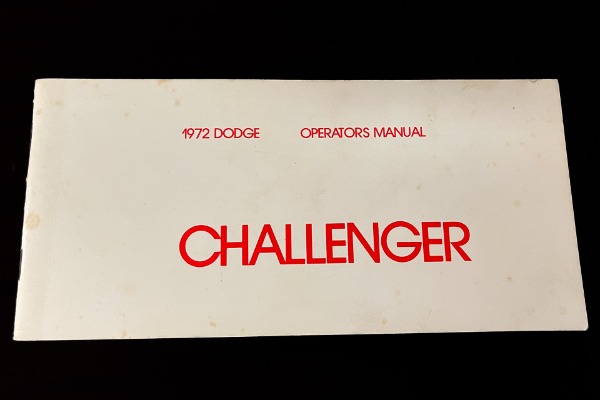 1972 DODGE OPERATORS MANUAL
CHALLENGER